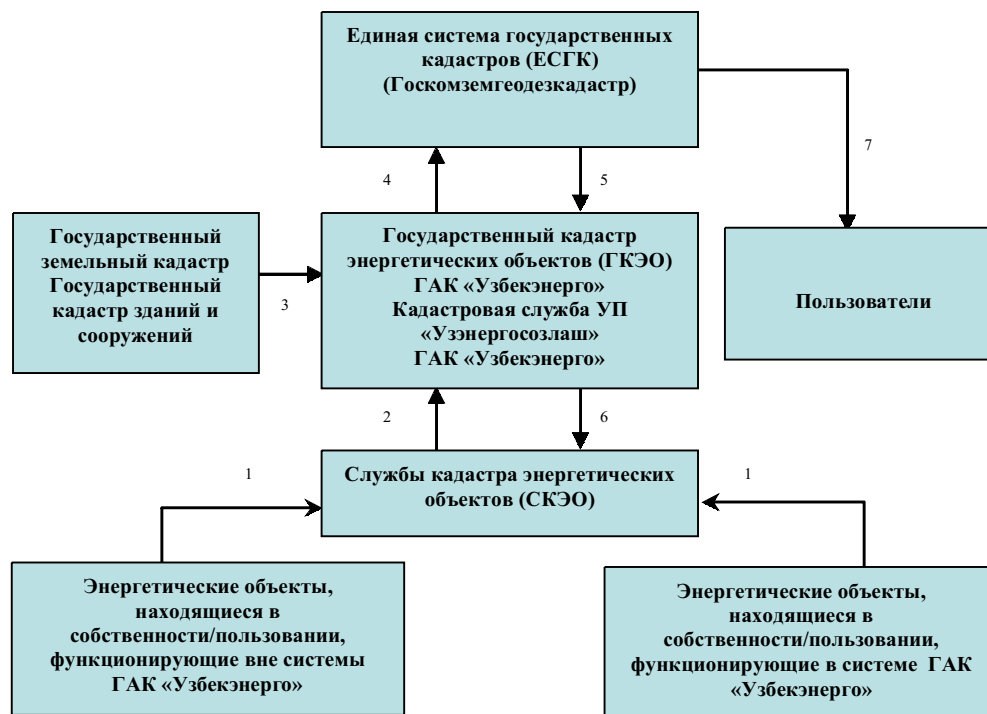 Единая система государственных
кадастров (ЕСГК)
(Госкомземгеодезкадастр)
4
5
7
Государственный
земельный кадастр
Государственный
кадастр зданий и
сооружений
3
Государственный кадастр
энергетических объектов (ГКЭО)
ГАК «Узбекэнерго»
Кадастровая служба УП
«Узэнергосозлаш»
ГАК «Узбекэнерго»
Пользователи
2
6
Службы кадастра энергетических
объектов (СКЭО)
1
1
Энергетические объекты,
находящиеся в
собственности/пользовании,
функционирующие вне системы
ГАК «Узбекэнерго»
Энергетические объекты,
находящиеся в
собственности/пользовании,
функционирующие в системе ГАК
«Узбекэнерго»